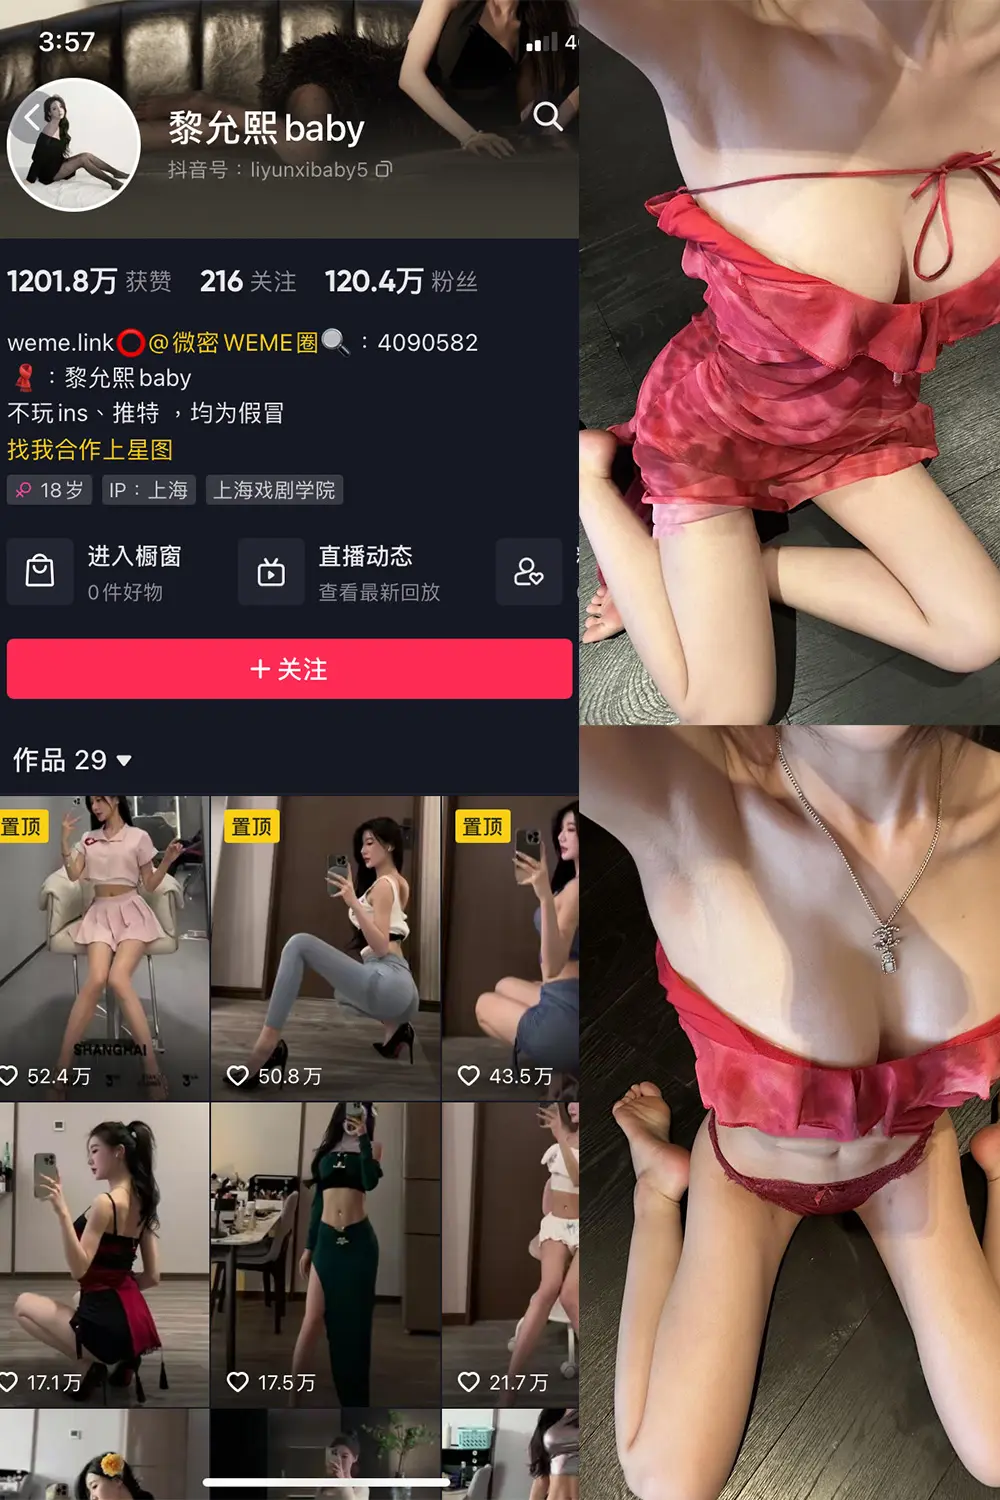 3:57
黎允熙baby
抖音号：liyunxibaby5
1201.8万 获赞 216 关注 120.4万 粉丝
weme.link⭕@微密WEME圈🔍：4090582
：黎允熙baby
不玩ins、推特，均为假冒
找我合作上星图
♀ 18岁 IP：上海 上海戏剧学院
进入橱窗 直播动态
0件好物 查看最新回放
+ 关注
作品 29
置顶 置顶 置顶
SHANGHAI
52.4万 50.8万 43.5万
17.1万 17.5万 21.7万